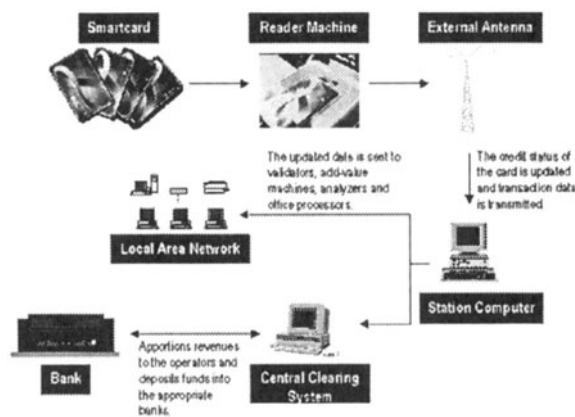 Smartcard
Reader Machine
External Antenna
The updated data is sent to
validators, add-value
machines, analyzers and
office processors.
The credit status of
the card is updated
and transaction data
is transmitted
Local Area Network
Station Computer
Bank
Apportions revenues
to the operators and
deposits funds into
the appropriate
banks.
Central Clearing
System